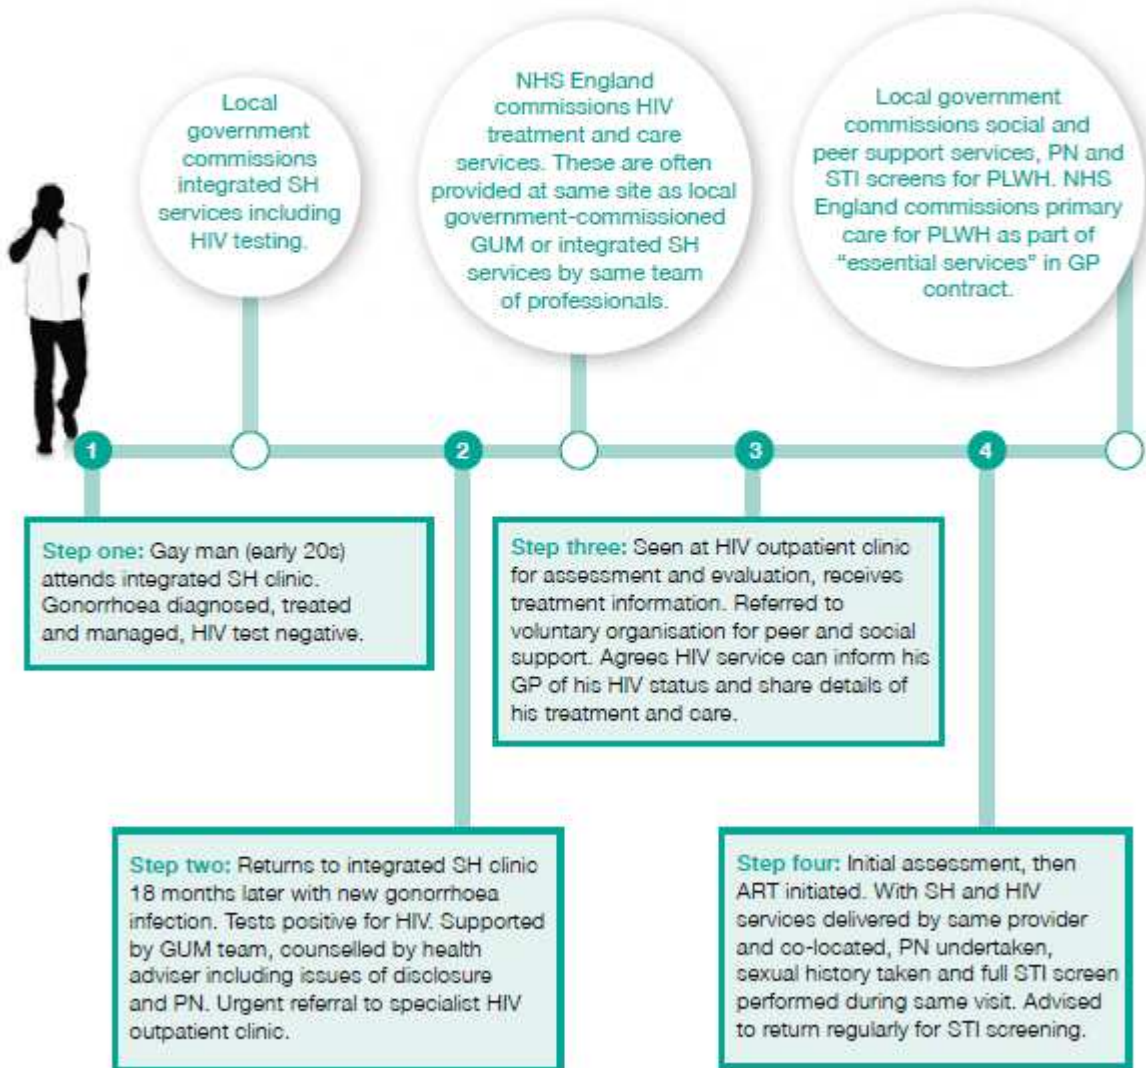 Local
government
commissions
integrated SH
services including
HIV testing.
NHS England
commissions HIV
treatment and care
services. These are often
provided at same site as local
government-commissioned
GUM or integrated SH
services by same team
of professionals.
Local government
commissions social and
peer support services, PN and
STI screens for PLWH. NHS
England commissions primary
care for PLWH as part of
“essential services” in GP
contract.
1
2
3
4
Step one: Gay man (early 20s)
attends integrated SH clinic.
Gonorrhoea diagnosed, treated
and managed, HIV test negative.
Step three: Seen at HIV outpatient clinic
for assessment and evaluation, receives
treatment information. Referred to
voluntary organisation for peer and social
support. Agrees HIV service can inform his
GP of his HIV status and share details of
his treatment and care.
Step two: Returns to integrated SH clinic
18 months later with new gonorrhoea
infection. Tests positive for HIV. Supported
by GUM team, counselled by health
adviser including issues of disclosure
and PN. Urgent referral to specialist HIV
outpatient clinic.
Step four: Initial assessment, then
ART initiated. With SH and HIV
services delivered by same provider
and co-located, PN undertaken,
sexual history taken and full STI screen
performed during same visit. Advised
to return regularly for STI screening.